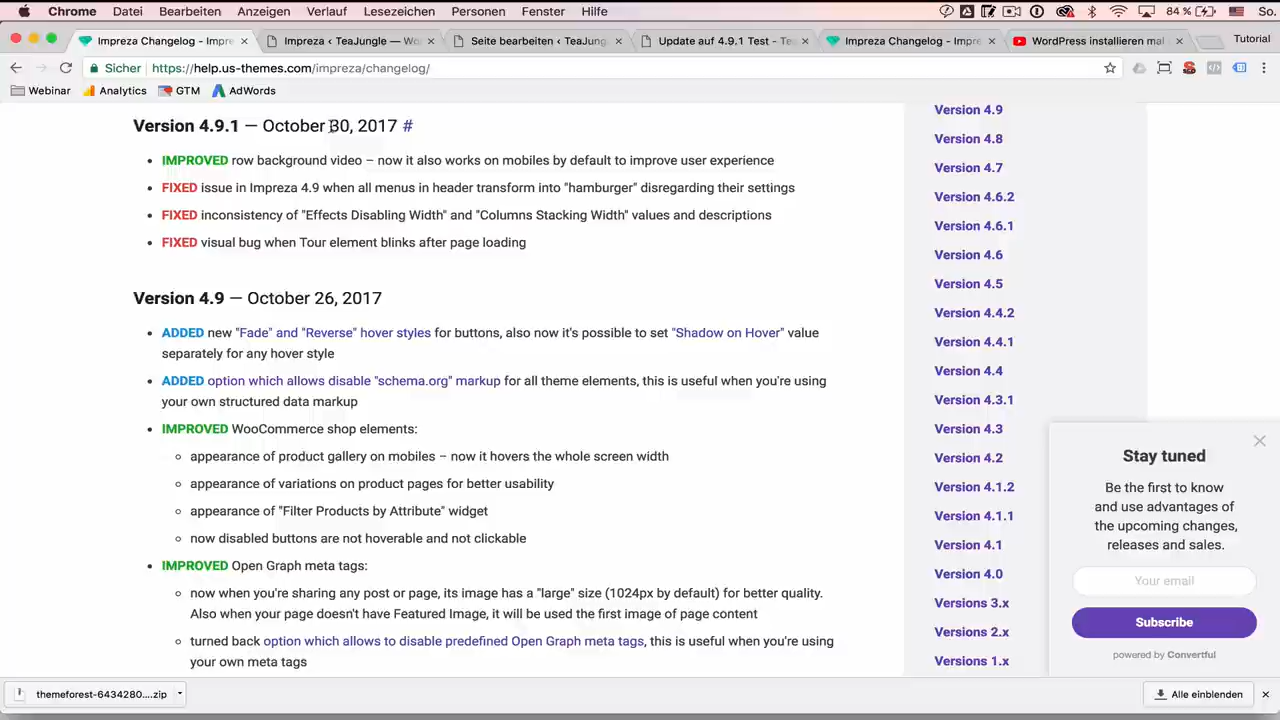 Chrome Datei Bearbeiten Anzeigen Verlauf Lesezeichen Personen Fenster Hilfe 84 % So.
Impreza Changelog - Impre Impreza ‹ TeaJungle — Wo Seite bearbeiten ‹ TeaJung Update auf 4.9.1 Test - Te Impreza Changelog - Impre WordPress installieren mal Tutorial
Sicher https://help.us-themes.com/impreza/changelog/
Webinar Analytics GTM AdWords
Version 4.9.1 — October 30, 2017 #
IMPROVED row background video – now it also works on mobiles by default to improve user experience
FIXED issue in Impreza 4.9 when all menus in header transform into "hamburger" disregarding their settings
FIXED inconsistency of "Effects Disabling Width" and "Columns Stacking Width" values and descriptions
FIXED visual bug when Tour element blinks after page loading
Version 4.9 — October 26, 2017
ADDED new "Fade" and "Reverse" hover styles for buttons, also now it's possible to set "Shadow on Hover" value
separately for any hover style
ADDED option which allows disable "schema.org" markup for all theme elements, this is useful when you're using
your own structured data markup
IMPROVED WooCommerce shop elements:
appearance of product gallery on mobiles – now it hovers the whole screen width
appearance of variations on product pages for better usability
appearance of "Filter Products by Attribute" widget
now disabled buttons are not hoverable and not clickable
IMPROVED Open Graph meta tags:
now when you're sharing any post or page, its image has a "large" size (1024px by default) for better quality.
Also when your page doesn't have Featured Image, it will be used the first image of page content
turned back option which allows to disable predefined Open Graph meta tags, this is useful when you're using
your own meta tags
Version 4.9
Version 4.8
Version 4.7
Version 4.6.2
Version 4.6.1
Version 4.6
Version 4.5
Version 4.4.2
Version 4.4.1
Version 4.4
Version 4.3.1
Version 4.3
Version 4.2
Version 4.1.2
Version 4.1.1
Version 4.1
Version 4.0
Versions 3.x
Versions 2.x
Versions 1.x
Stay tuned
Be the first to know
and use advantages of
the upcoming changes,
releases and sales.
Your email
Subscribe
powered by Convertful
themeforest-6434280....zip
Alle einblenden